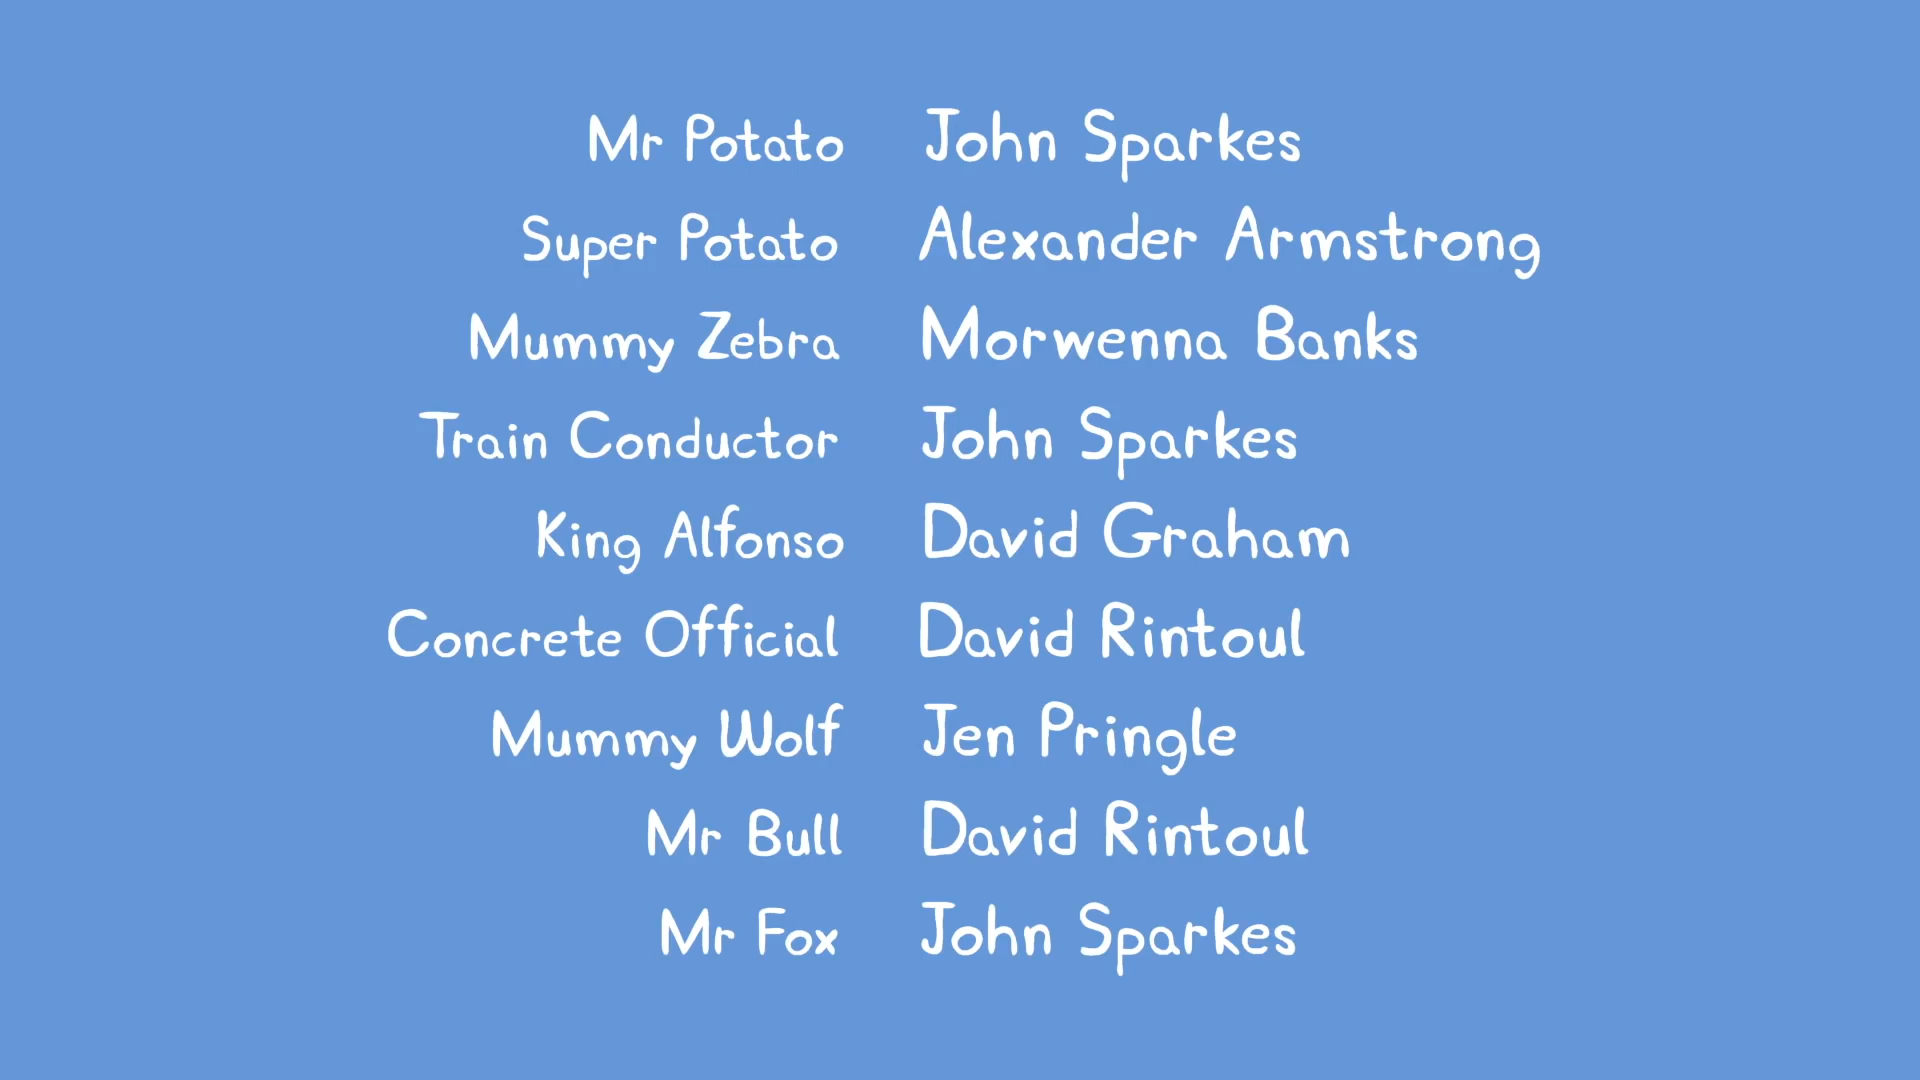 Mr Potato John Sparkes
Super Potato Alexander Armstrong
Mummy Zebra Morwenna Banks
Train Conductor John Sparkes
King Alfonso David Graham
Concrete Official David Rintoul
Mummy Wolf Jen Pringle
Mr Bull David Rintoul
Mr Fox John Sparkes